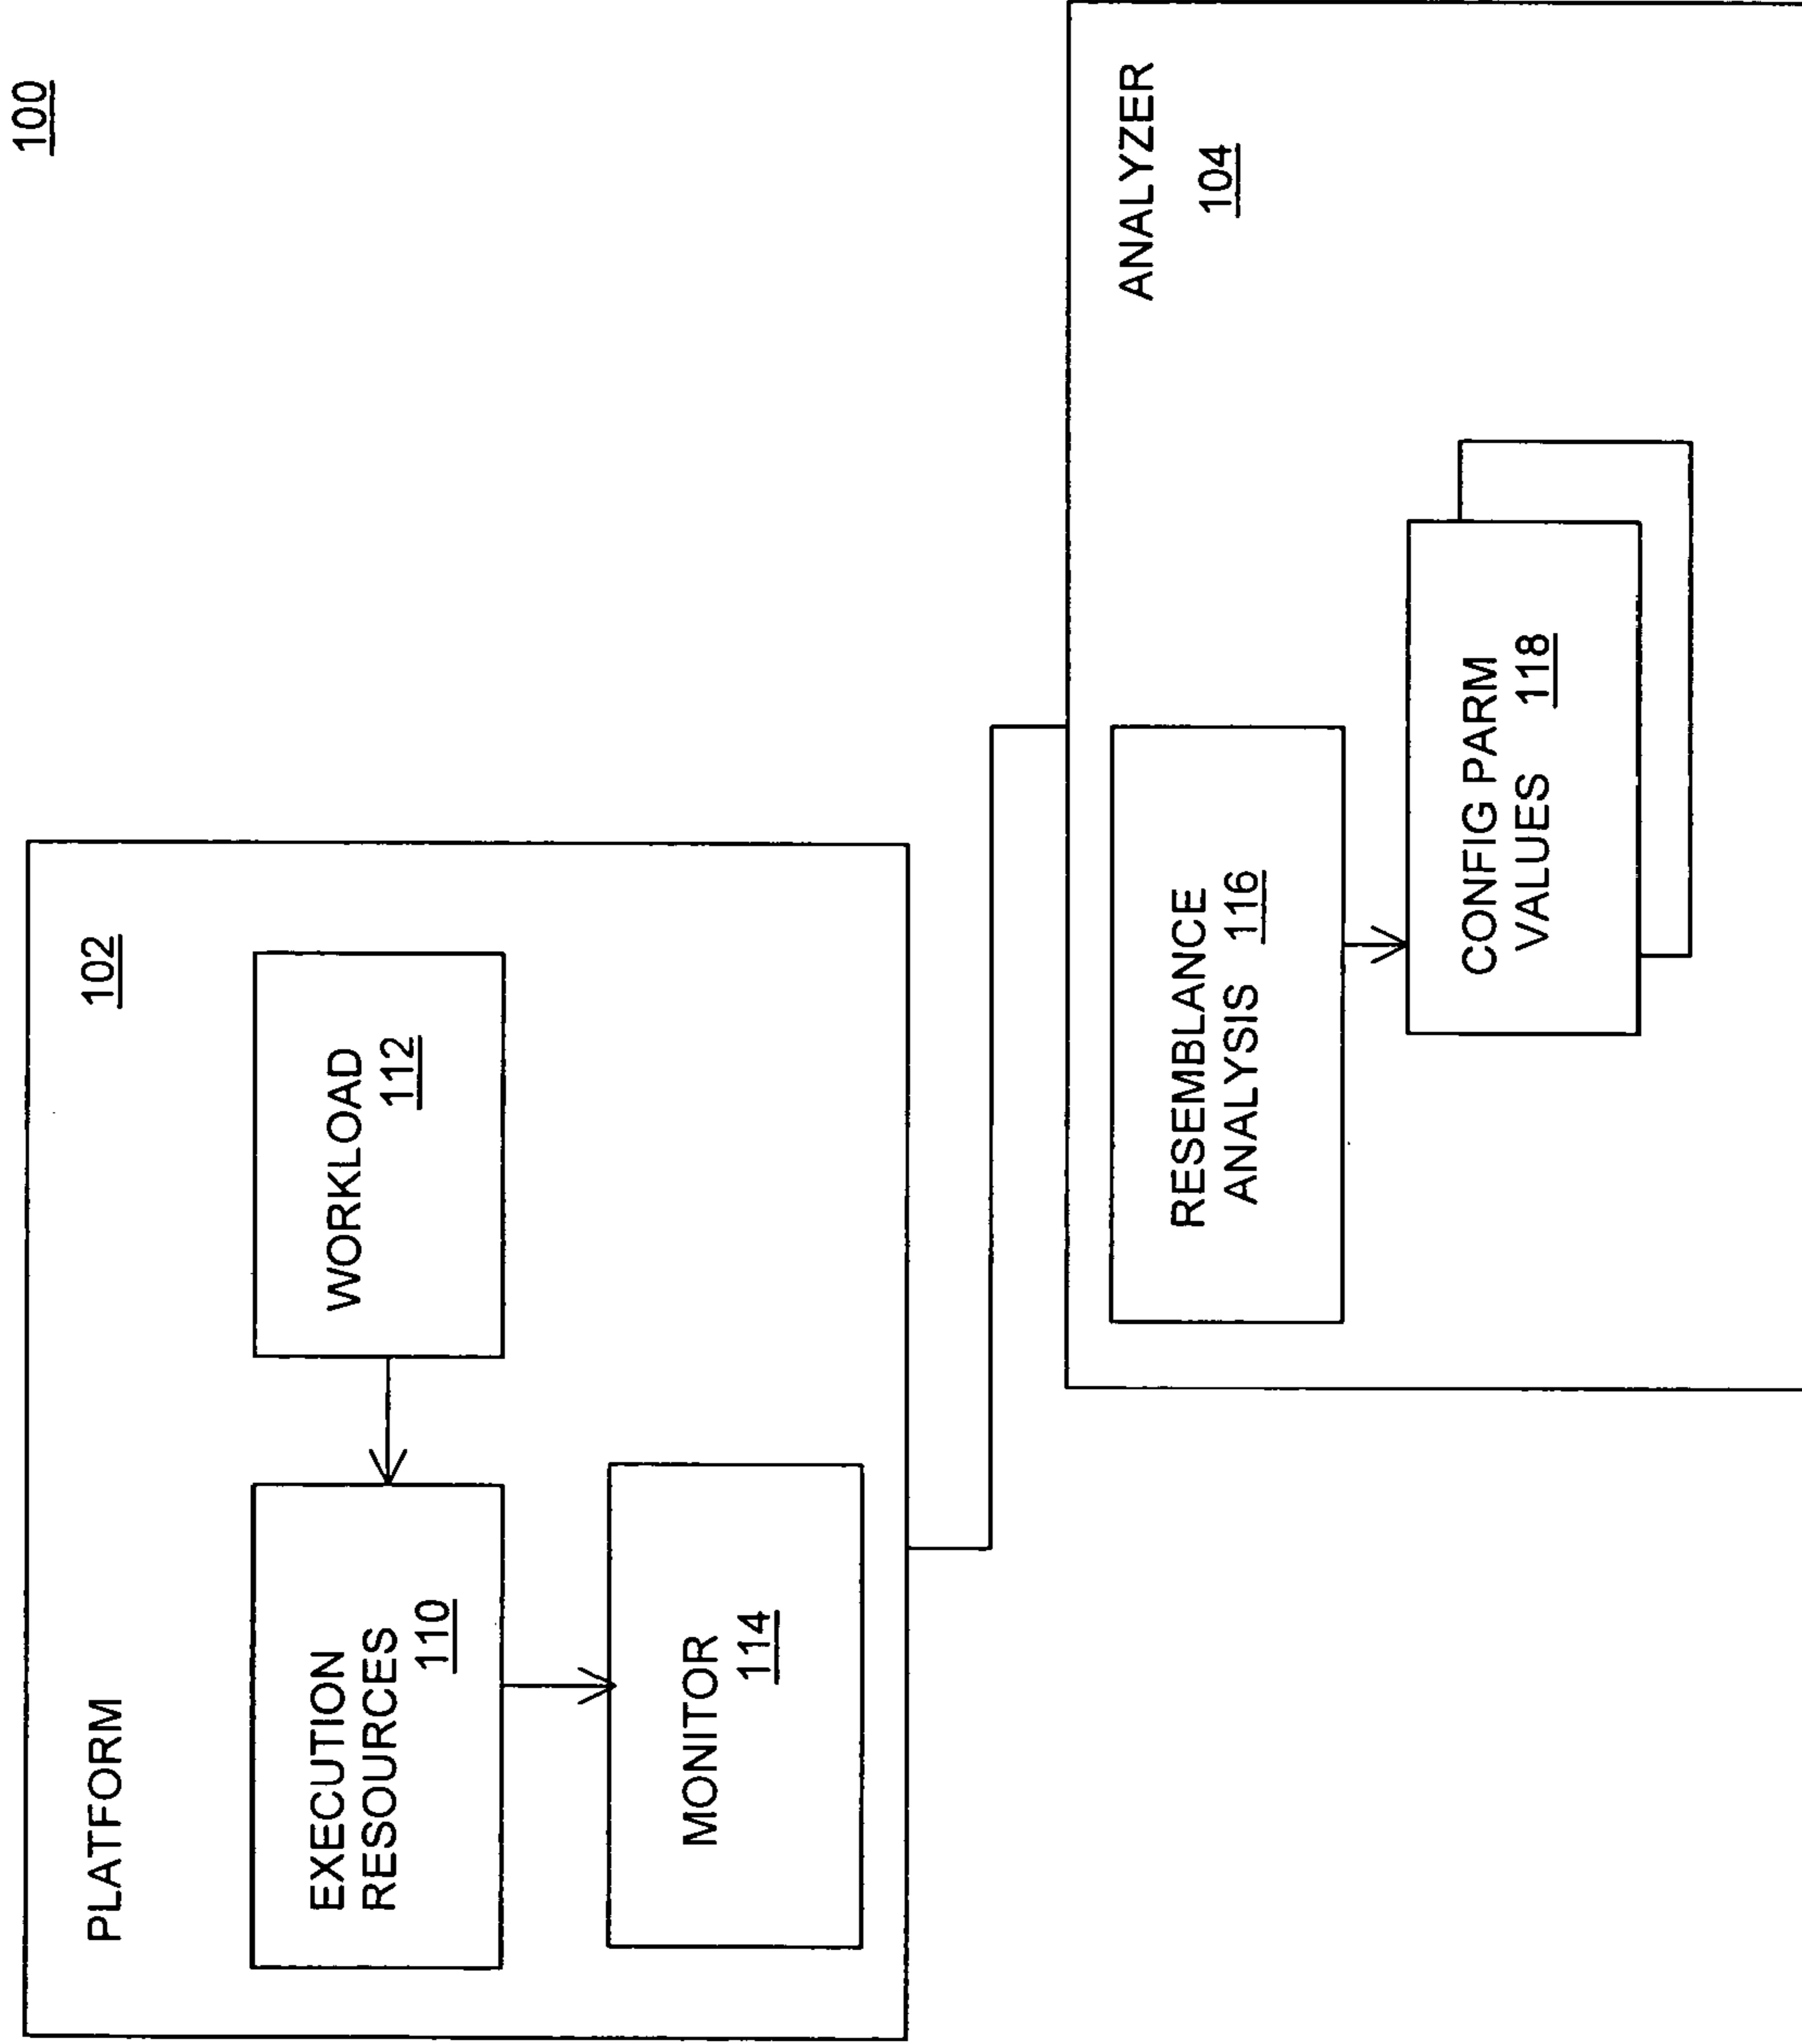 100
PLATFORM
102
EXECUTION
RESOURCES
110
WORKLOAD
112
MONITOR
114
ANALYZER
104
RESEMBLANCE
ANALYSIS 116
CONFIG PARM
VALUES 118